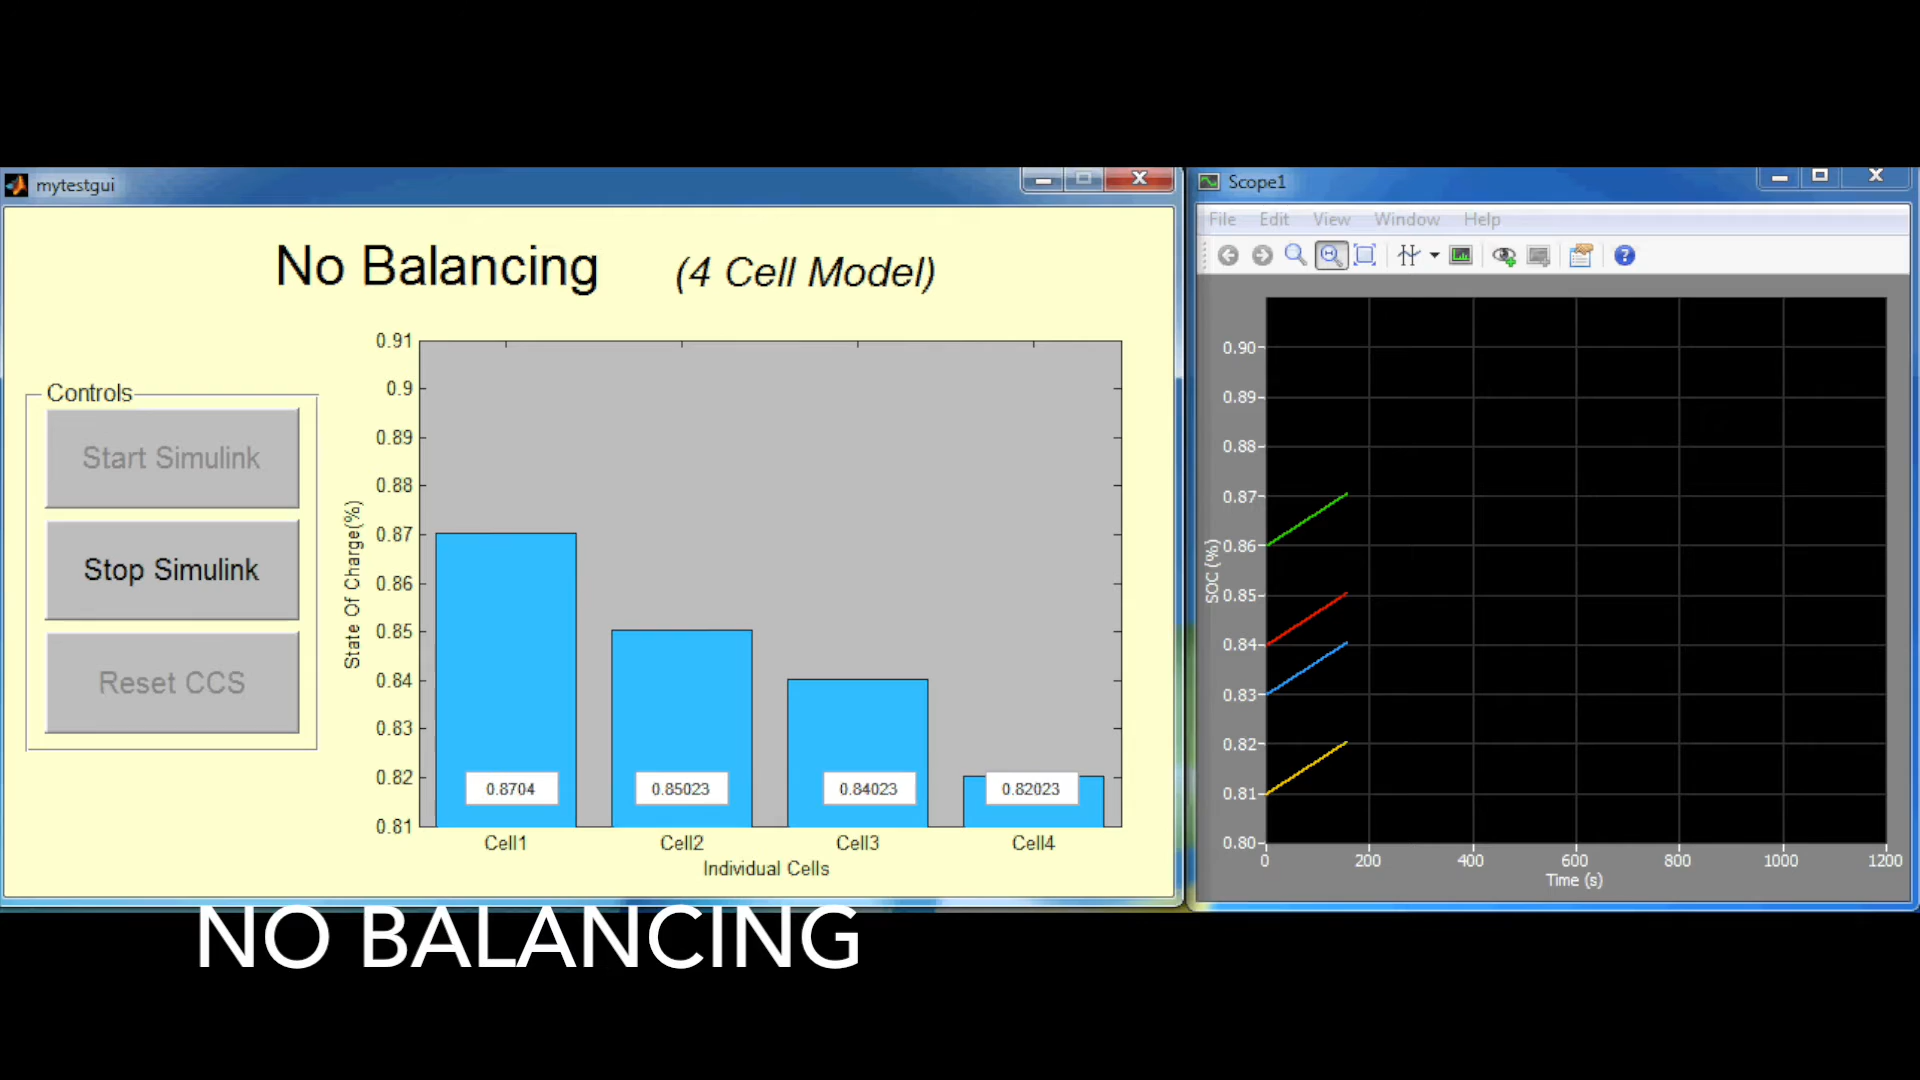 mytestgui
No Balancing (4 Cell Model)
Controls
Start Simulink
Stop Simulink
Reset CCS
State Of Charge(%)
0.91
0.9
0.89
0.88
0.87
0.86
0.85
0.84
0.83
0.82
0.81
0.8704 0.85023 0.84023 0.82023
Cell1 Cell2 Cell3 Cell4
Individual Cells
Scope1
File Edit View Window Help
SOC (%)
0.90
0.89
0.88
0.87
0.86
0.85
0.84
0.83
0.82
0.81
0.80
0 200 400 600 800 1000 1200
Time (s)
NO BALANCING